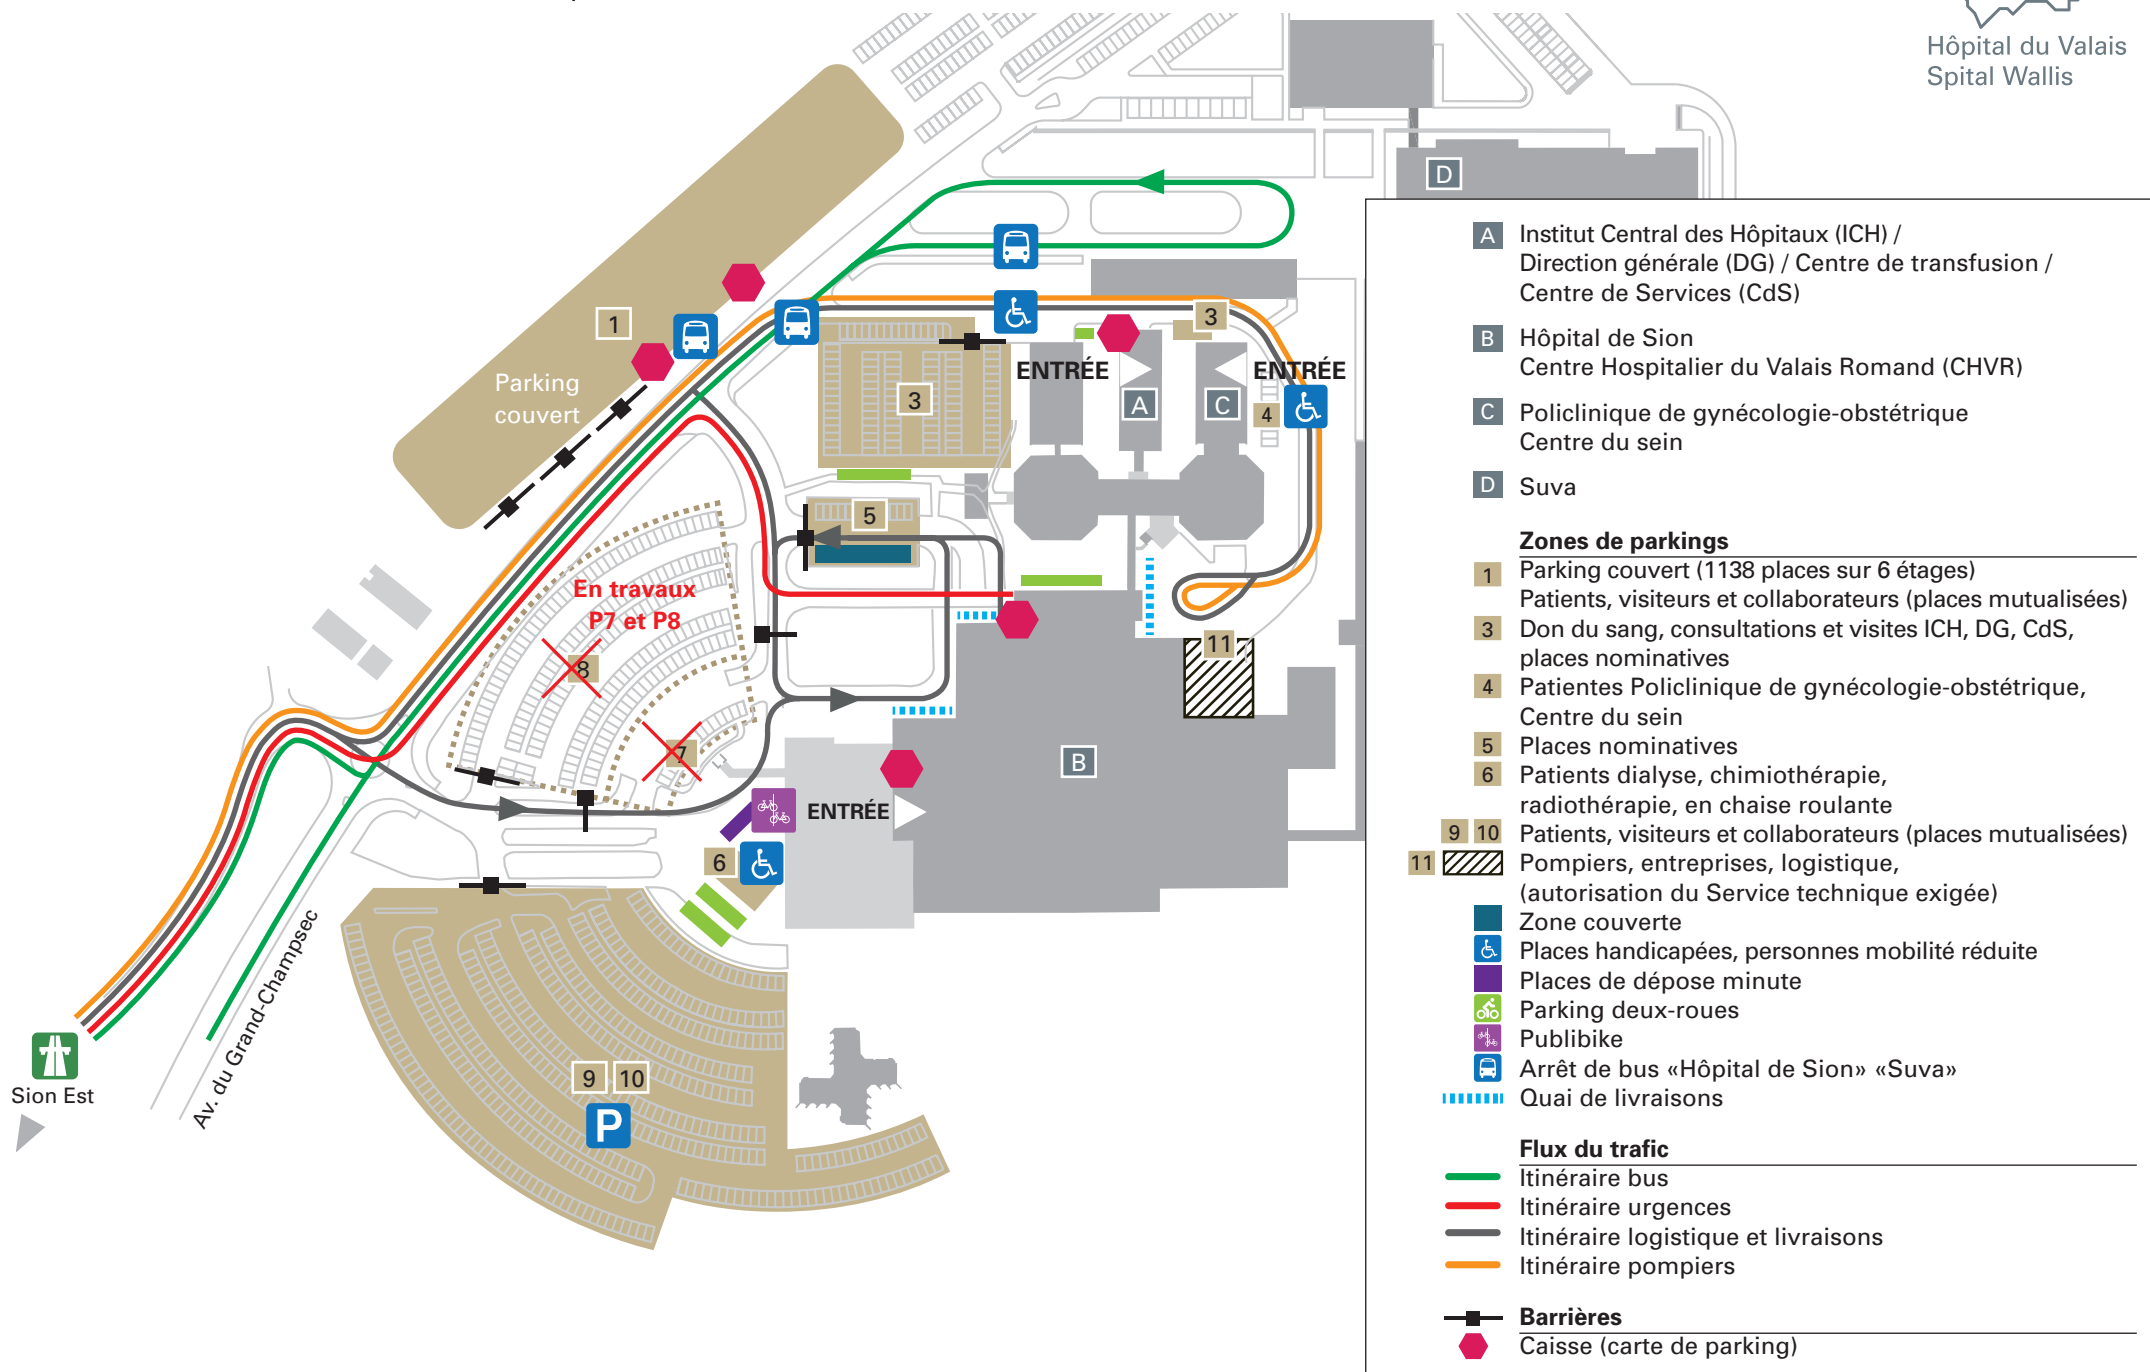 Hôpital du Valais
Spital Wallis
D
1
Parking
couvert
3
3
ENTRÉE
ENTRÉE
A
C
4
5
En travaux
P7 et P8
8
7
11
B
ENTRÉE
6
9 10
P
Av. du Grand-Champsec
Sion Est
A Institut Central des Hôpitaux (ICH) /
Direction générale (DG) / Centre de transfusion /
Centre de Services (CdS)
B Hôpital de Sion
Centre Hospitalier du Valais Romand (CHVR)
C Policlinique de gynécologie-obstétrique
Centre du sein
D Suva
Zones de parkings
1 Parking couvert (1138 places sur 6 étages)
Patients, visiteurs et collaborateurs (places mutualisées)
3 Don du sang, consultations et visites ICH, DG, CdS,
places nominatives
4 Patientes Policlinique de gynécologie-obstétrique,
Centre du sein
5 Places nominatives
6 Patients dialyse, chimiothérapie,
radiothérapie, en chaise roulante
9 10 Patients, visiteurs et collaborateurs (places mutualisées)
11 Pompiers, entreprises, logistique,
(autorisation du Service technique exigée)
Zone couverte
Places handicapées, personnes mobilité réduite
Places de dépose minute
Parking deux-roues
Publibike
Arrêt de bus «Hôpital de Sion» «Suva»
Quai de livraisons
Flux du trafic
Itinéraire bus
Itinéraire urgences
Itinéraire logistique et livraisons
Itinéraire pompiers
Barrières
Caisse (carte de parking)